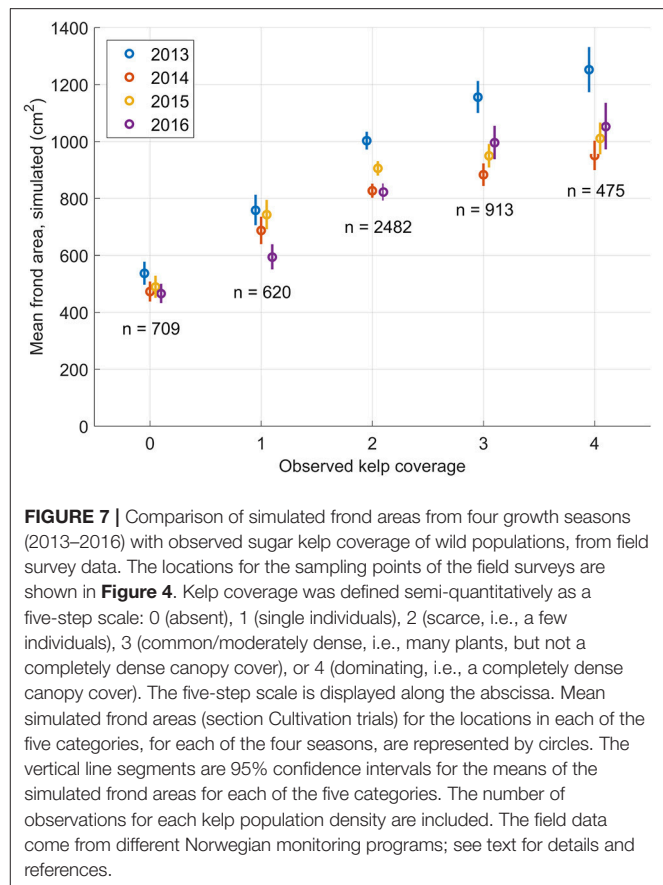 1400
1200
1000
800
600
400
200
0
Mean frond area, simulated (cm²)
2013
2014
2015
2016
n = 709
n = 620
n = 2482
n = 913
n = 475
0 1 2 3 4
Observed kelp coverage
FIGURE 7 | Comparison of simulated frond areas from four growth seasons
(2013–2016) with observed sugar kelp coverage of wild populations, from field
survey data. The locations for the sampling points of the field surveys are
shown in Figure 4. Kelp coverage was defined semi-quantitatively as a
five-step scale: 0 (absent), 1 (single individuals), 2 (scarce, i.e., a few
individuals), 3 (common/moderately dense, i.e., many plants, but not a
completely dense canopy cover), or 4 (dominating, i.e., a completely dense
canopy cover). The five-step scale is displayed along the abscissa. Mean
simulated frond areas (section Cultivation trials) for the locations in each of the
five categories, for each of the four seasons, are represented by circles. The
vertical line segments are 95% confidence intervals for the means of the
simulated frond areas for each of the five categories. The number of
observations for each kelp population density are included. The field data
come from different Norwegian monitoring programs; see text for details and
references.